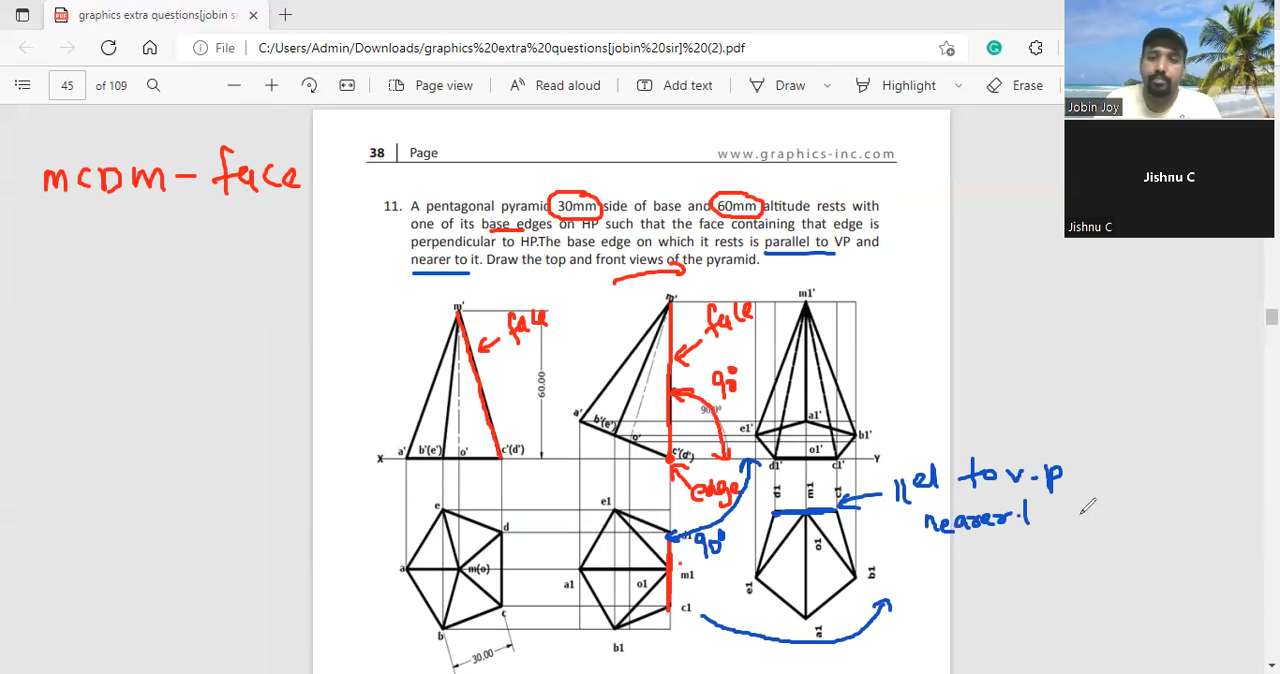 graphics extra questions[jobin s
File
C:/Users/Admin/Downloads/graphics%20extra%20questions[jobin%20sir]%20(2).pdf
45 of 109
Page view
Read aloud
Add text
Draw
Highlight
Erase
Jobin Joy
Jishnu C
Jishnu C
38 Page
www.graphics-inc.com
mCDm - face
11. A pentagonal pyramid 30mm side of base and 60mm altitude rests with
one of its base edges on HP such that the face containing that edge is
perpendicular to HP.The base edge on which it rests is parallel to VP and
nearer to it. Draw the top and front views of the pyramid.
m'
face
60.00
a' b'(e') o' c'(d')
X
m'
face
90°
90.0°
a'
b'(e')
o'
c'(d')
edge
m1'
e1'
a1'
b1'
o1'
d1' c1'
Y
d1 m1 c1
11el to v.p
nearer.l
e
d
a
m(o)
c
b
30.00
e1
90°
a1
o1
m1
c1
b1
o1
e1
b1
a1